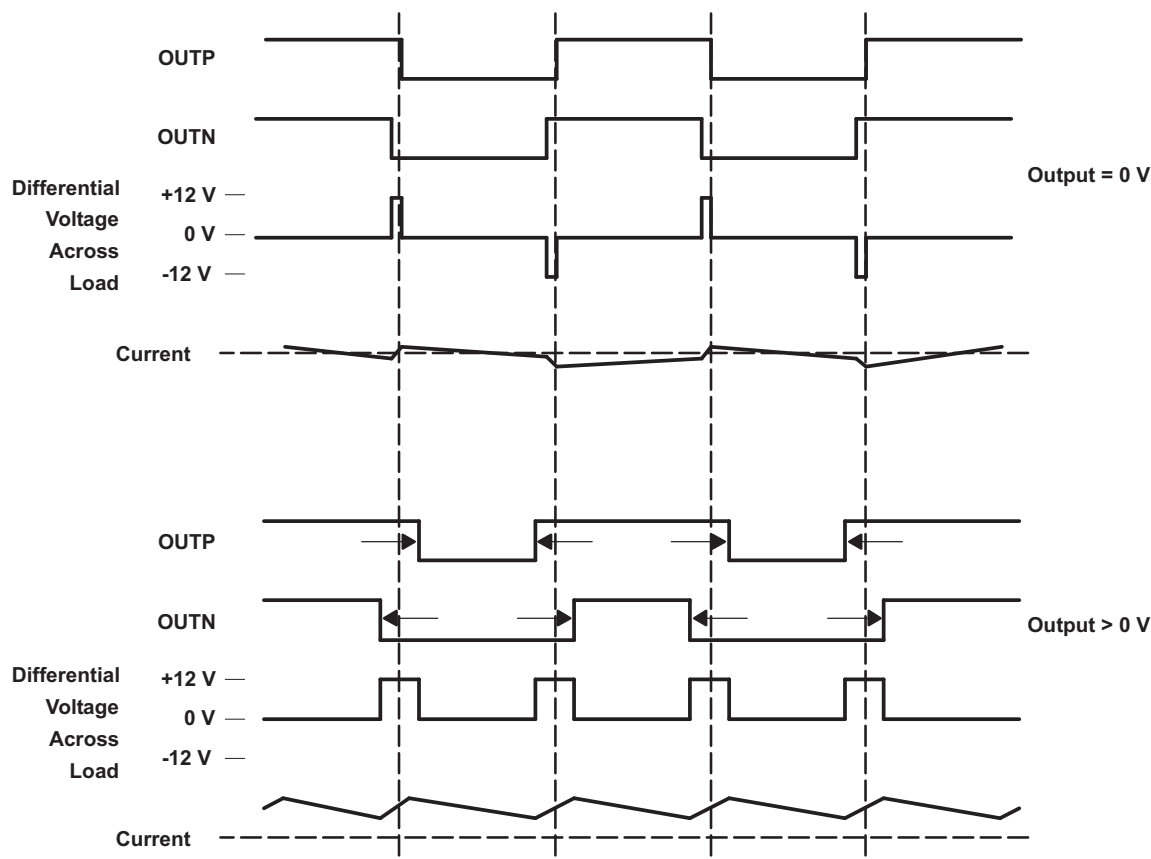 OUTP
OUTN
Output = 0 V
Differential
Voltage
Across
Load
+12 V
0 V
-12 V
Current
OUTP
OUTN
Output > 0 V
Differential
Voltage
Across
Load
+12 V
0 V
-12 V
Current